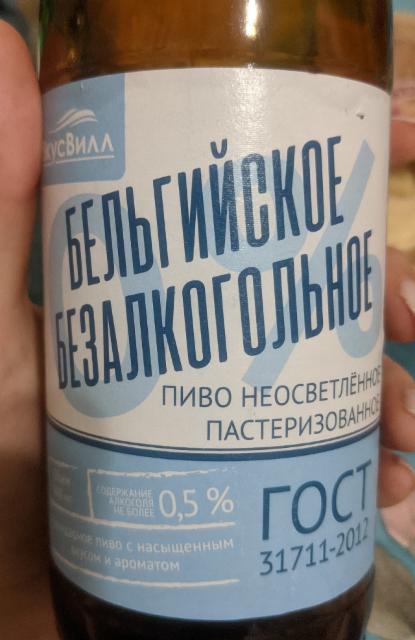 кусВилл
0%
БЕЛЬГИЙСКОЕ
БЕЗАЛКОГОЛЬНОЕ
ПИВО НЕОСВЕТЛЁННОЕ
ПАСТЕРИЗОВАННОЕ
СОДЕРЖАНИЕ
АЛКОГОЛЯ
НЕ БОЛЕЕ
0,5 %
ГОСТ
31711-2012
пиво с насыщенным
вкусом и ароматом